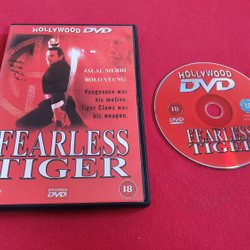 HOLLYWOOD DVD
JALAL MERHI
BOLO YEUNG
Vengeance was
his motive.
Tiger Claws was
his weapon.
FEARLESS
TIGER
DVD
18
HOLLYWOOD
DVD
18
FEARLESS
TIGER